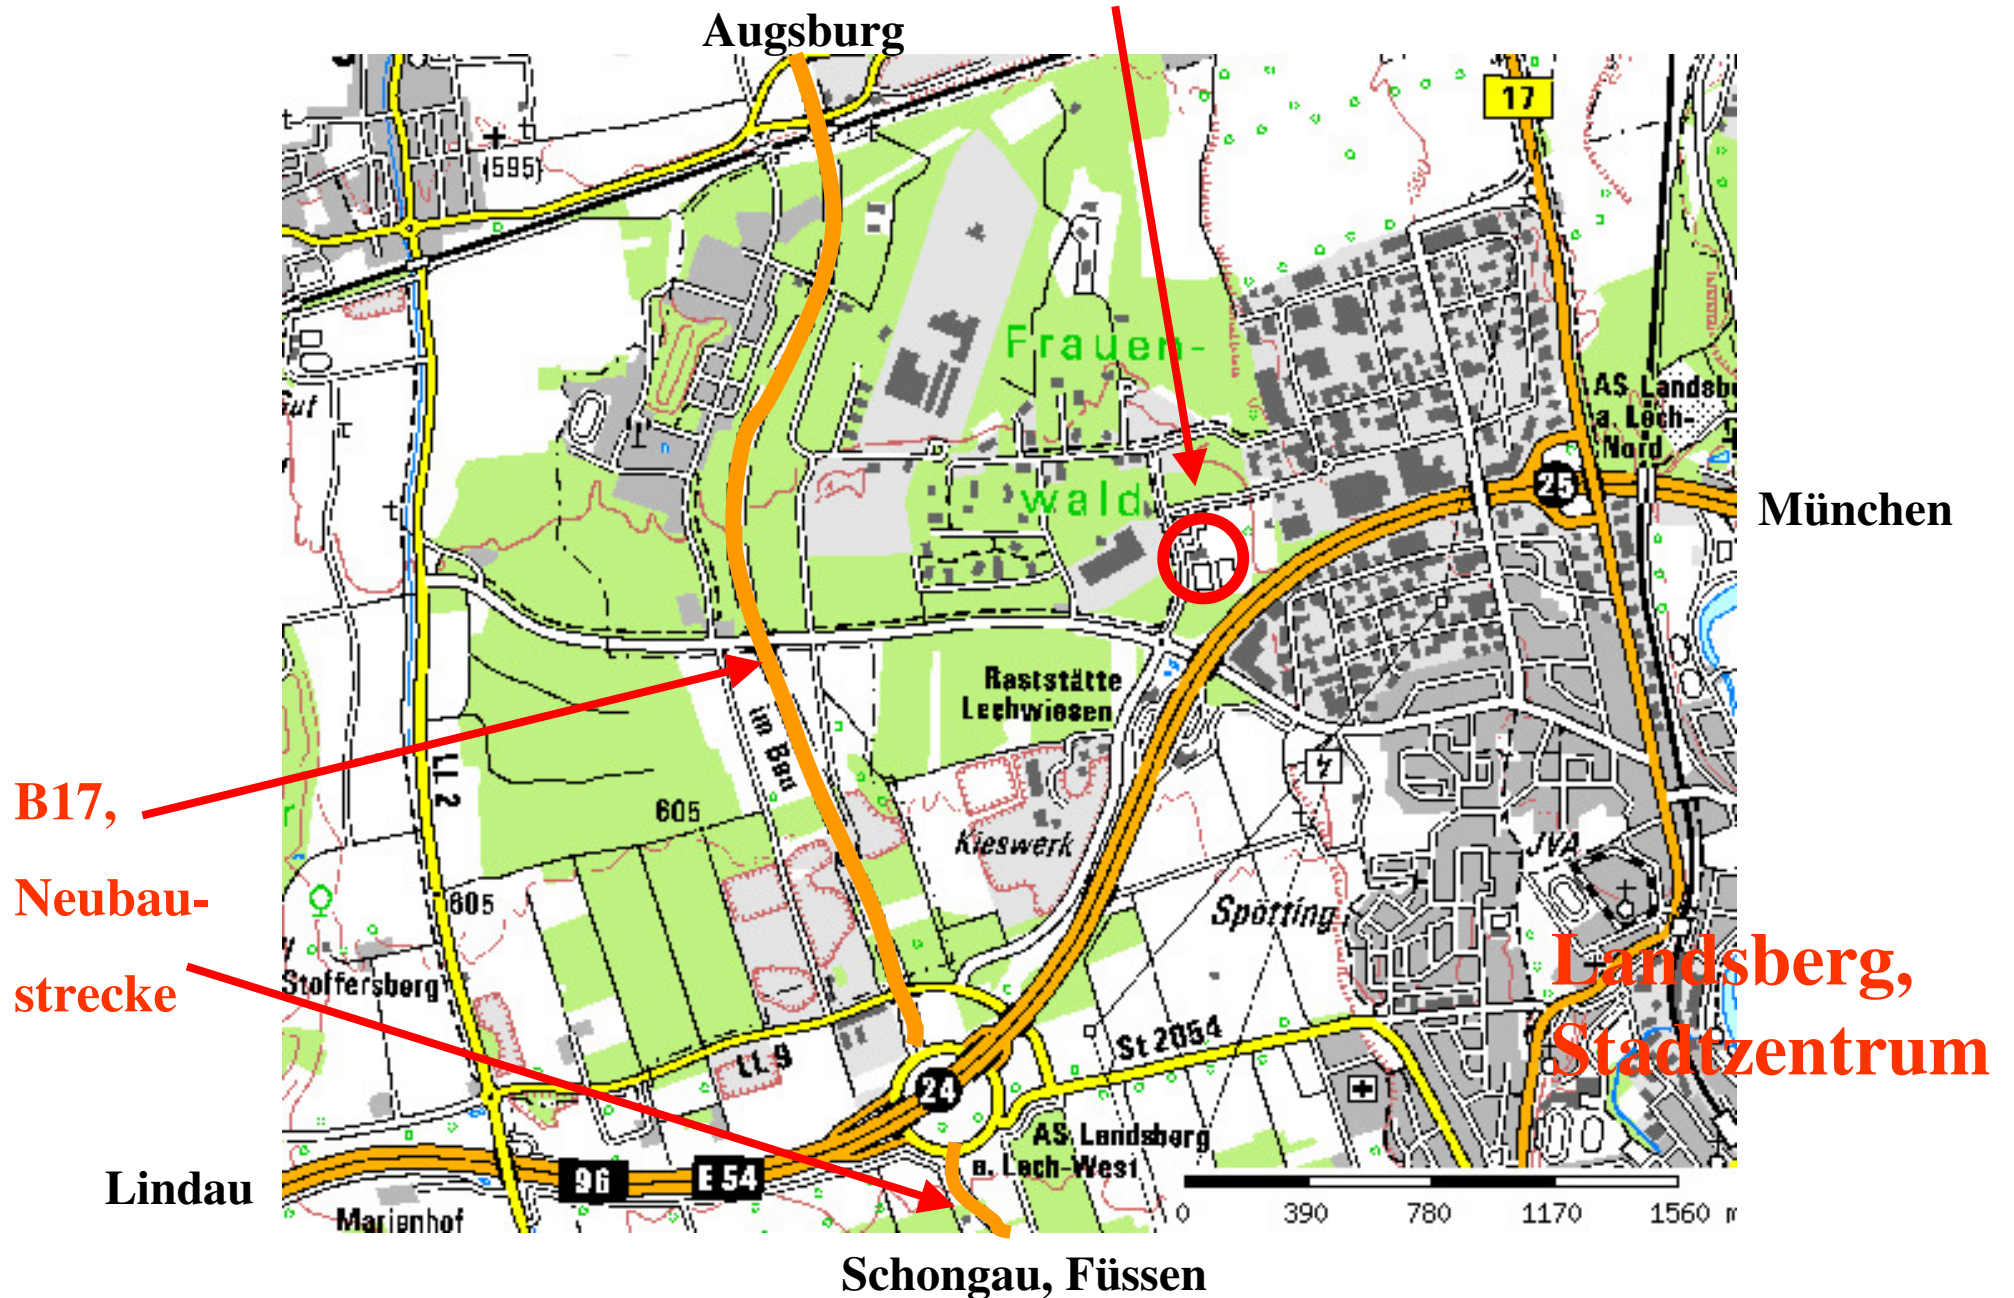 Augsburg
17
(595)
Frauen-
AS Landsb
a. Lech-
Nord
Gut
wald
25
München
Raststätte
Lechwiesen
im Bau
LL 2
B17,
605
Kieswerk
JVA
Neubau-
605
Spötting
Landsberg,
strecke
Stoffersberg
St 2054
Stadtzentrum
LL 9
24
AS Landsberg
a. Lech-West
Lindau
96
E 54
Marienhof
0 390 780 1170 1560 m
Schongau, Füssen